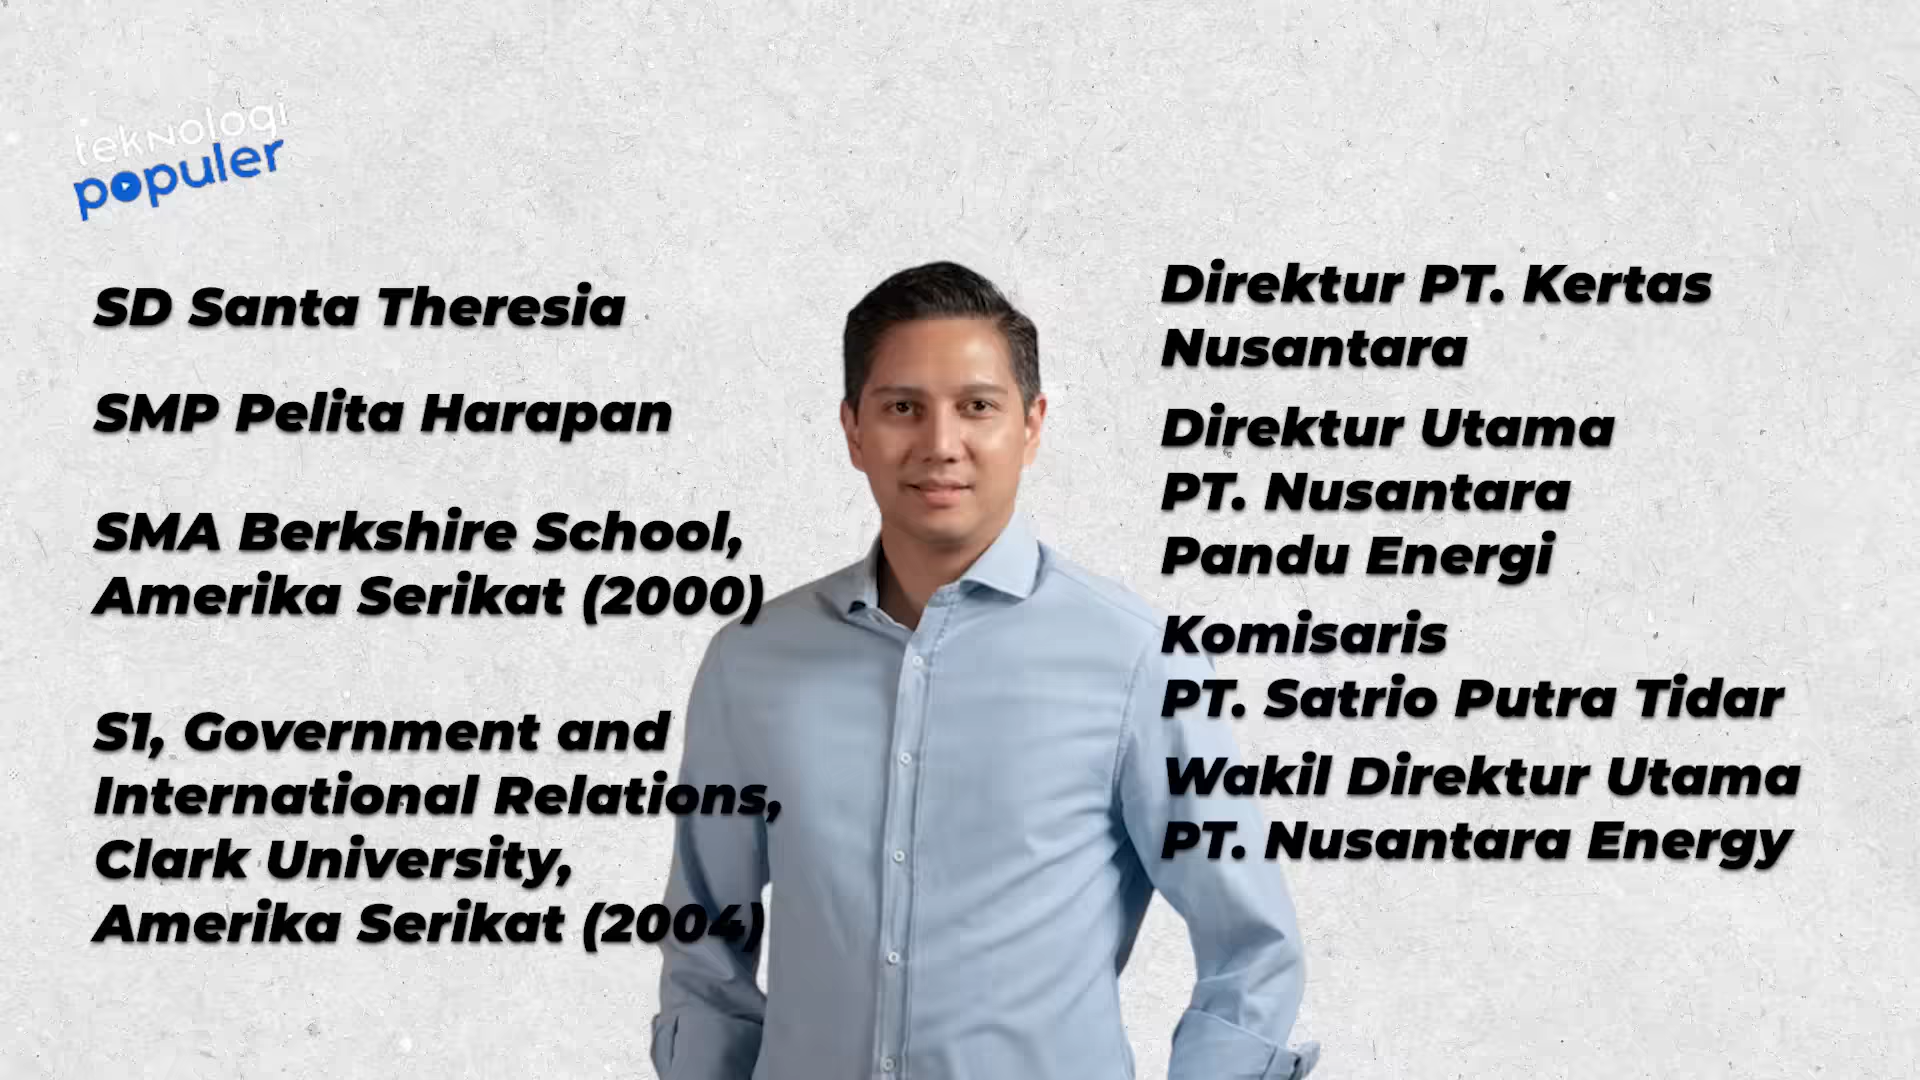 teknologi
populer
SD Santa Theresia
SMP Pelita Harapan
SMA Berkshire School,
Amerika Serikat (2000)
S1, Government and
International Relations,
Clark University,
Amerika Serikat (2004)
Direktur PT. Kertas
Nusantara
Direktur Utama
PT. Nusantara
Pandu Energi
Komisaris
PT. Satrio Putra Tidar
Wakil Direktur Utama
PT. Nusantara Energy